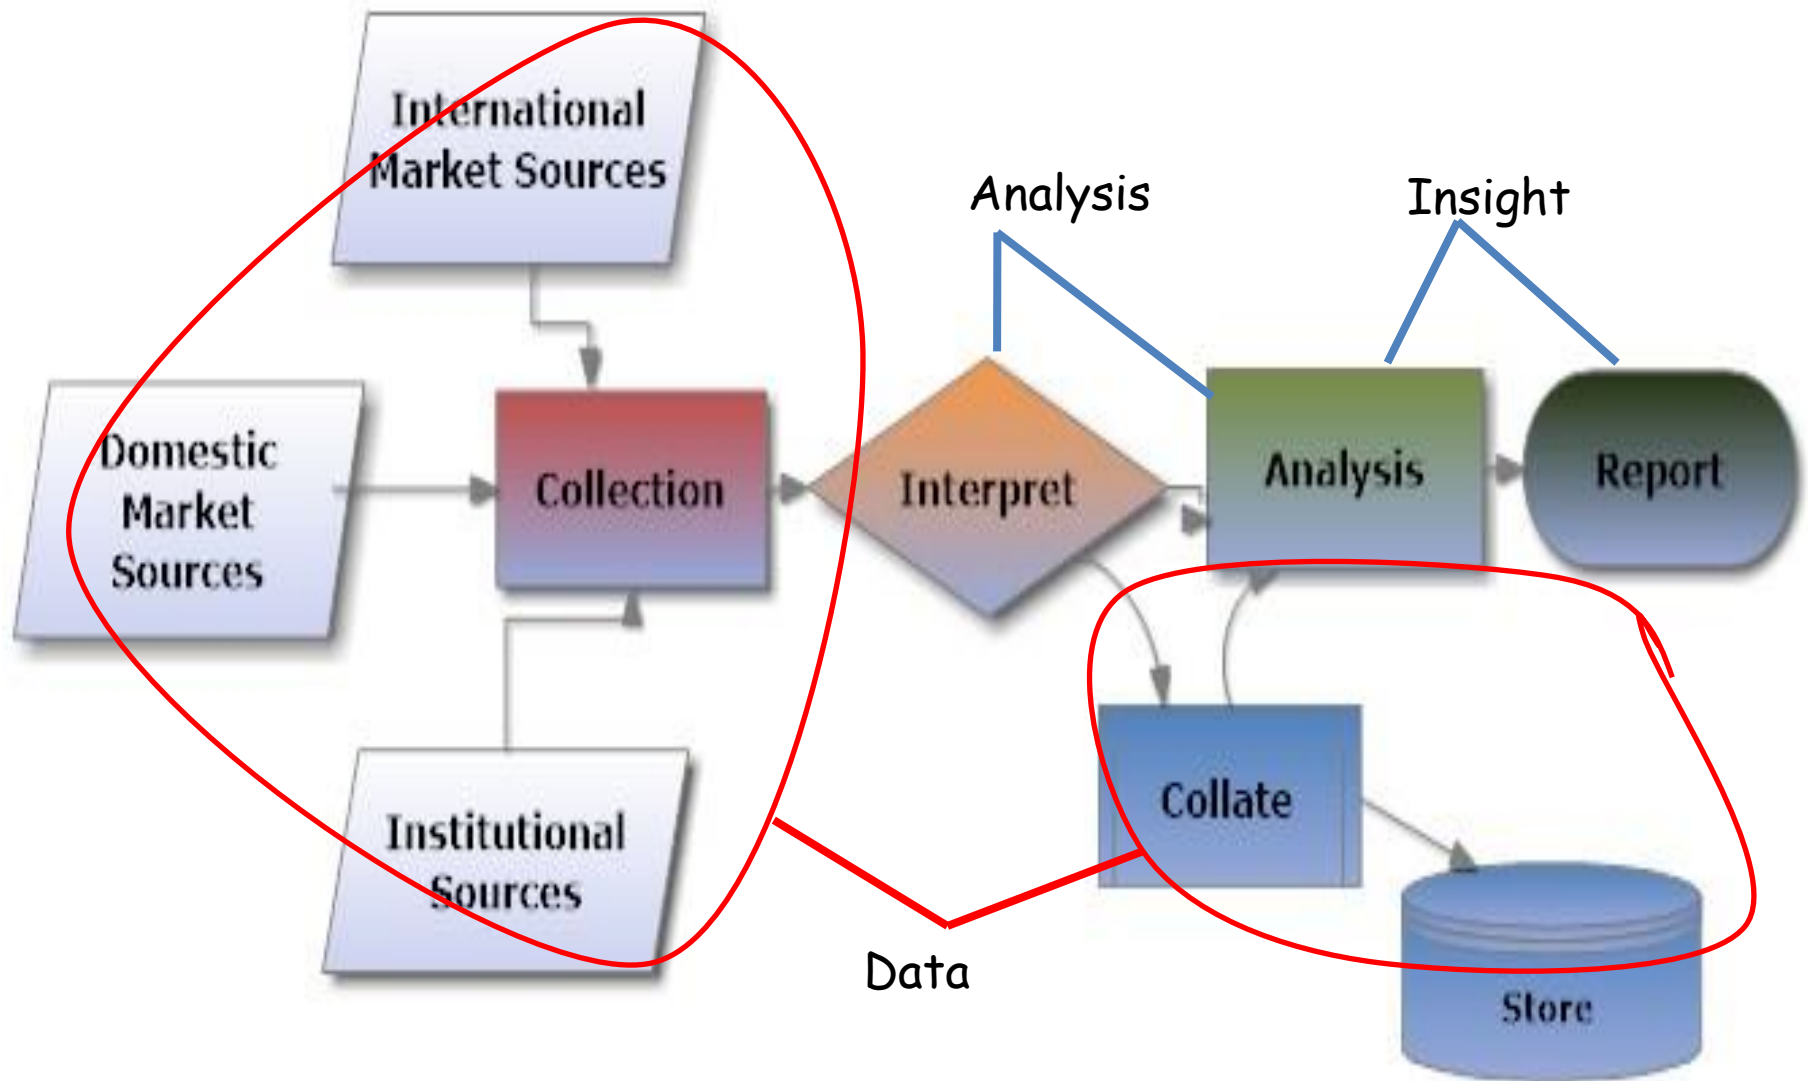 International
Market Sources
Analysis
Insight
Domestic
Market
Sources
Collection
Interpret
Analysis
Report
Institutional
Sources
Collate
Data
Store